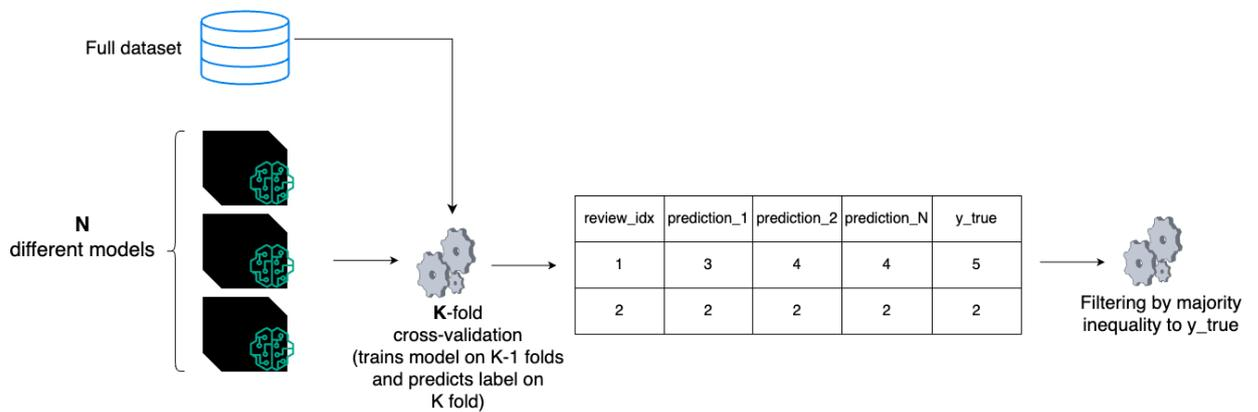 Full dataset
N
different models
K-fold
cross-validation
(trains model on K-1 folds
and predicts label on
K fold)
review_idx prediction_1 prediction_2 prediction_N y_true
1 3 4 4 5
2 2 2 2 2
Filtering by majority
inequality to y_true